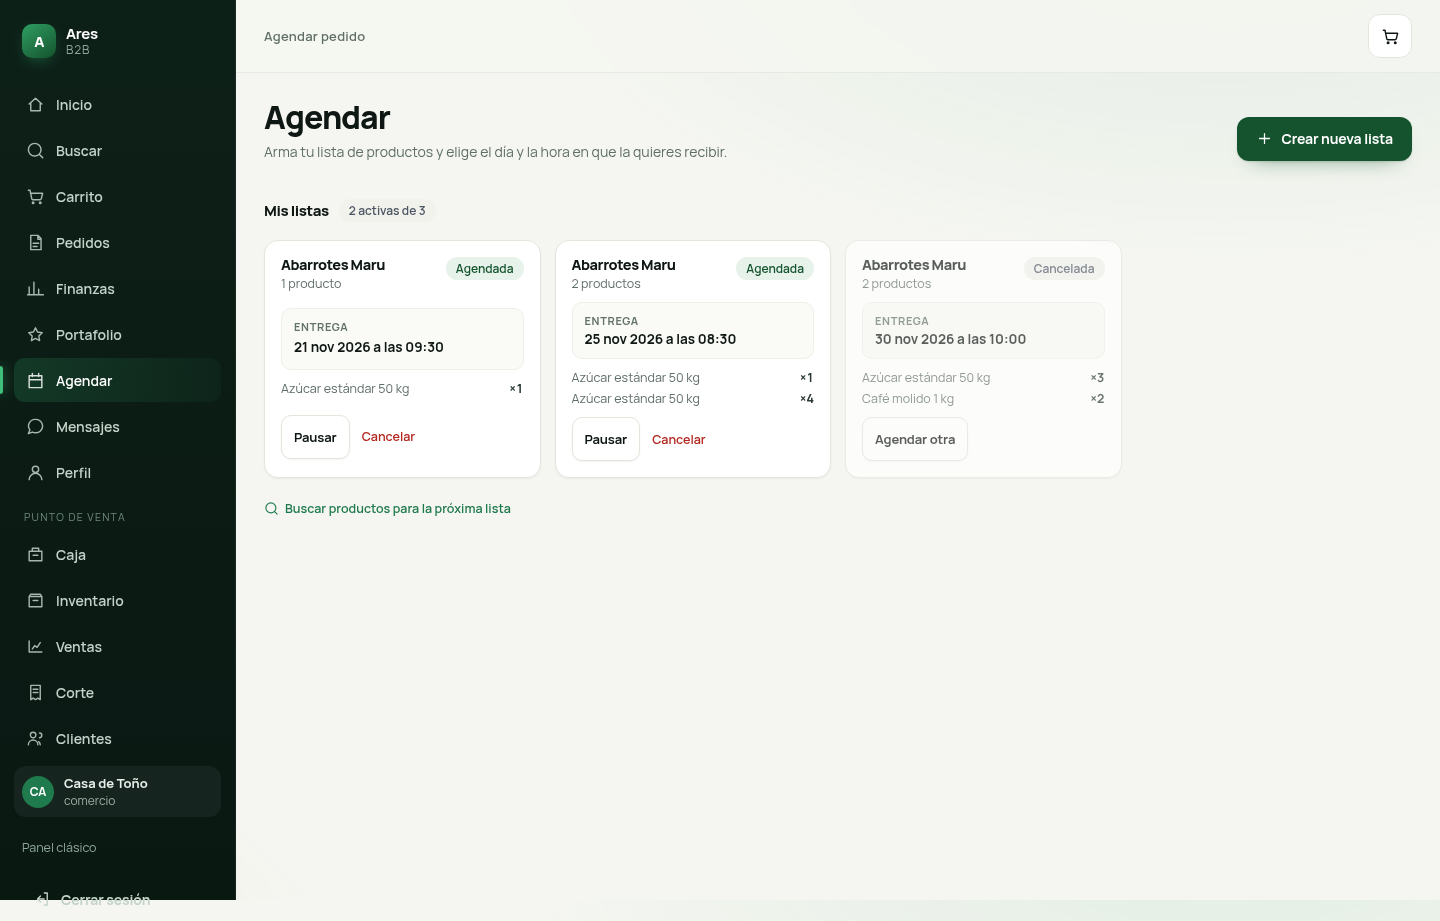 A
Ares
B2B
Inicio
Buscar
Carrito
Pedidos
Finanzas
Portafolio
Agendar
Mensajes
Perfil
PUNTO DE VENTA
Caja
Inventario
Ventas
Corte
Clientes
CA
Casa de Toño
comercio
Panel clásico
Cerrar sesión
Agendar pedido
Agendar
Arma tu lista de productos y elige el día y la hora en que la quieres recibir.
Crear nueva lista
Mis listas
2 activas de 3
Abarrotes Maru
Agendada
1 producto
ENTREGA
21 nov 2026 a las 09:30
Azúcar estándar 50 kg ×1
Pausar
Cancelar
Abarrotes Maru
Agendada
2 productos
ENTREGA
25 nov 2026 a las 08:30
Azúcar estándar 50 kg ×1
Azúcar estándar 50 kg ×4
Pausar
Cancelar
Abarrotes Maru
Cancelada
2 productos
ENTREGA
30 nov 2026 a las 10:00
Azúcar estándar 50 kg ×3
Café molido 1 kg ×2
Agendar otra
Buscar productos para la próxima lista